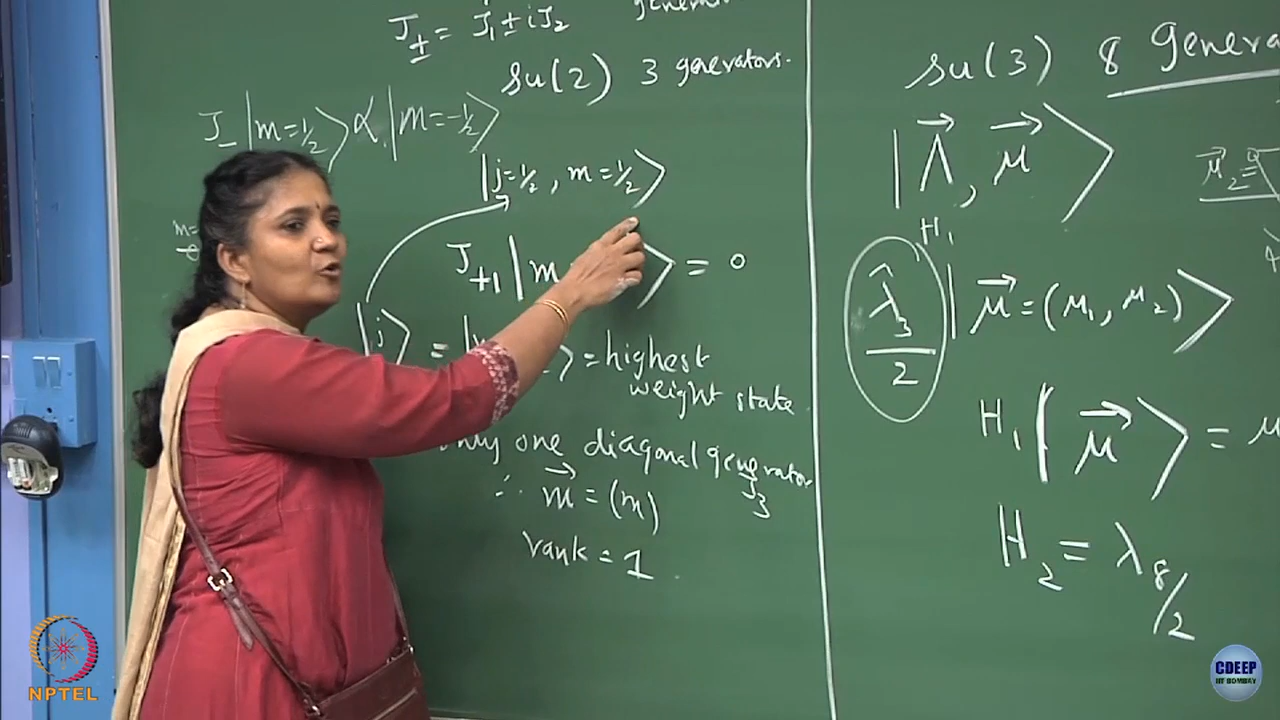 J± = J1 ± iJ2
su(2) 3 generators.
J_ |m=½⟩ α |m=-½⟩
|j=½, m=½⟩
J+1 |m ⟩ = 0
|j⟩ = ⟩ = highest
weight state
only one diagonal generator
J3
∴ m⃗ = (m)
rank = 1.
su(3) 8 Genera
|Λ⃗, μ⃗⟩
μ⃗2 =
H1
λ3/2 |μ⃗ = (μ1, μ2)⟩
H1 |μ⃗⟩ = μ
H2 = λ8/2
NPTEL
CDEEP
IIT BOMBAY